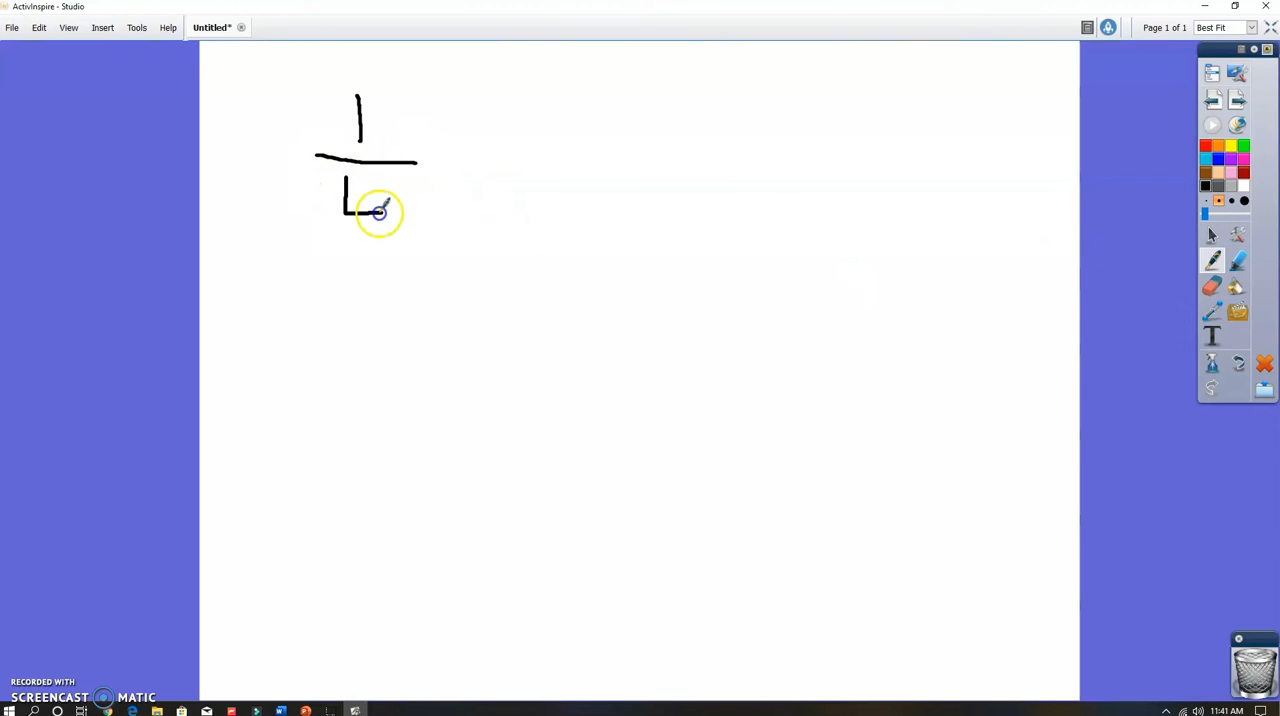 ActivInspire - Studio
File Edit View Insert Tools Help Untitled* Page 1 of 1 Best Fit
1
RECORDED WITH
SCREENCAST MATIC
11:41 AM